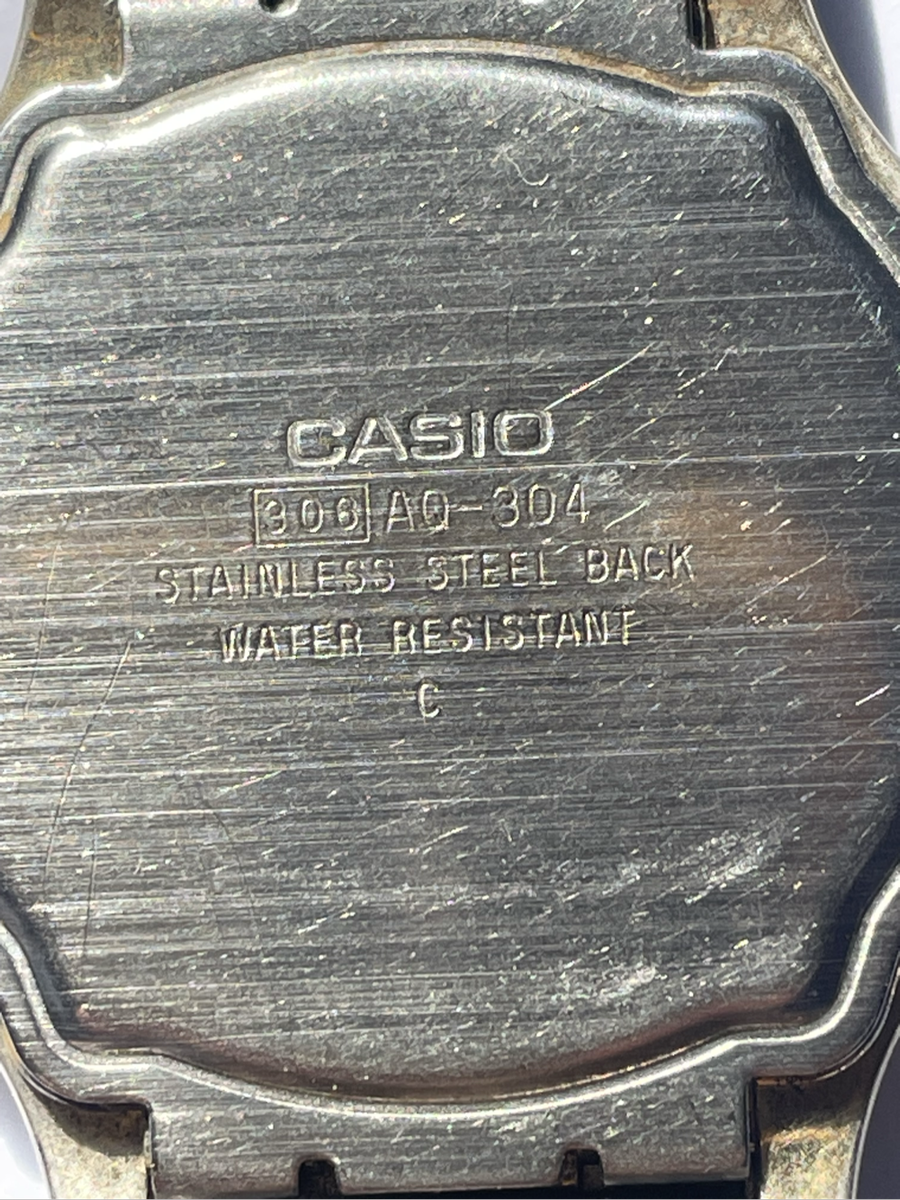 CASIO
306 AQ-304
STAINLESS STEEL BACK
WATER RESISTANT
C